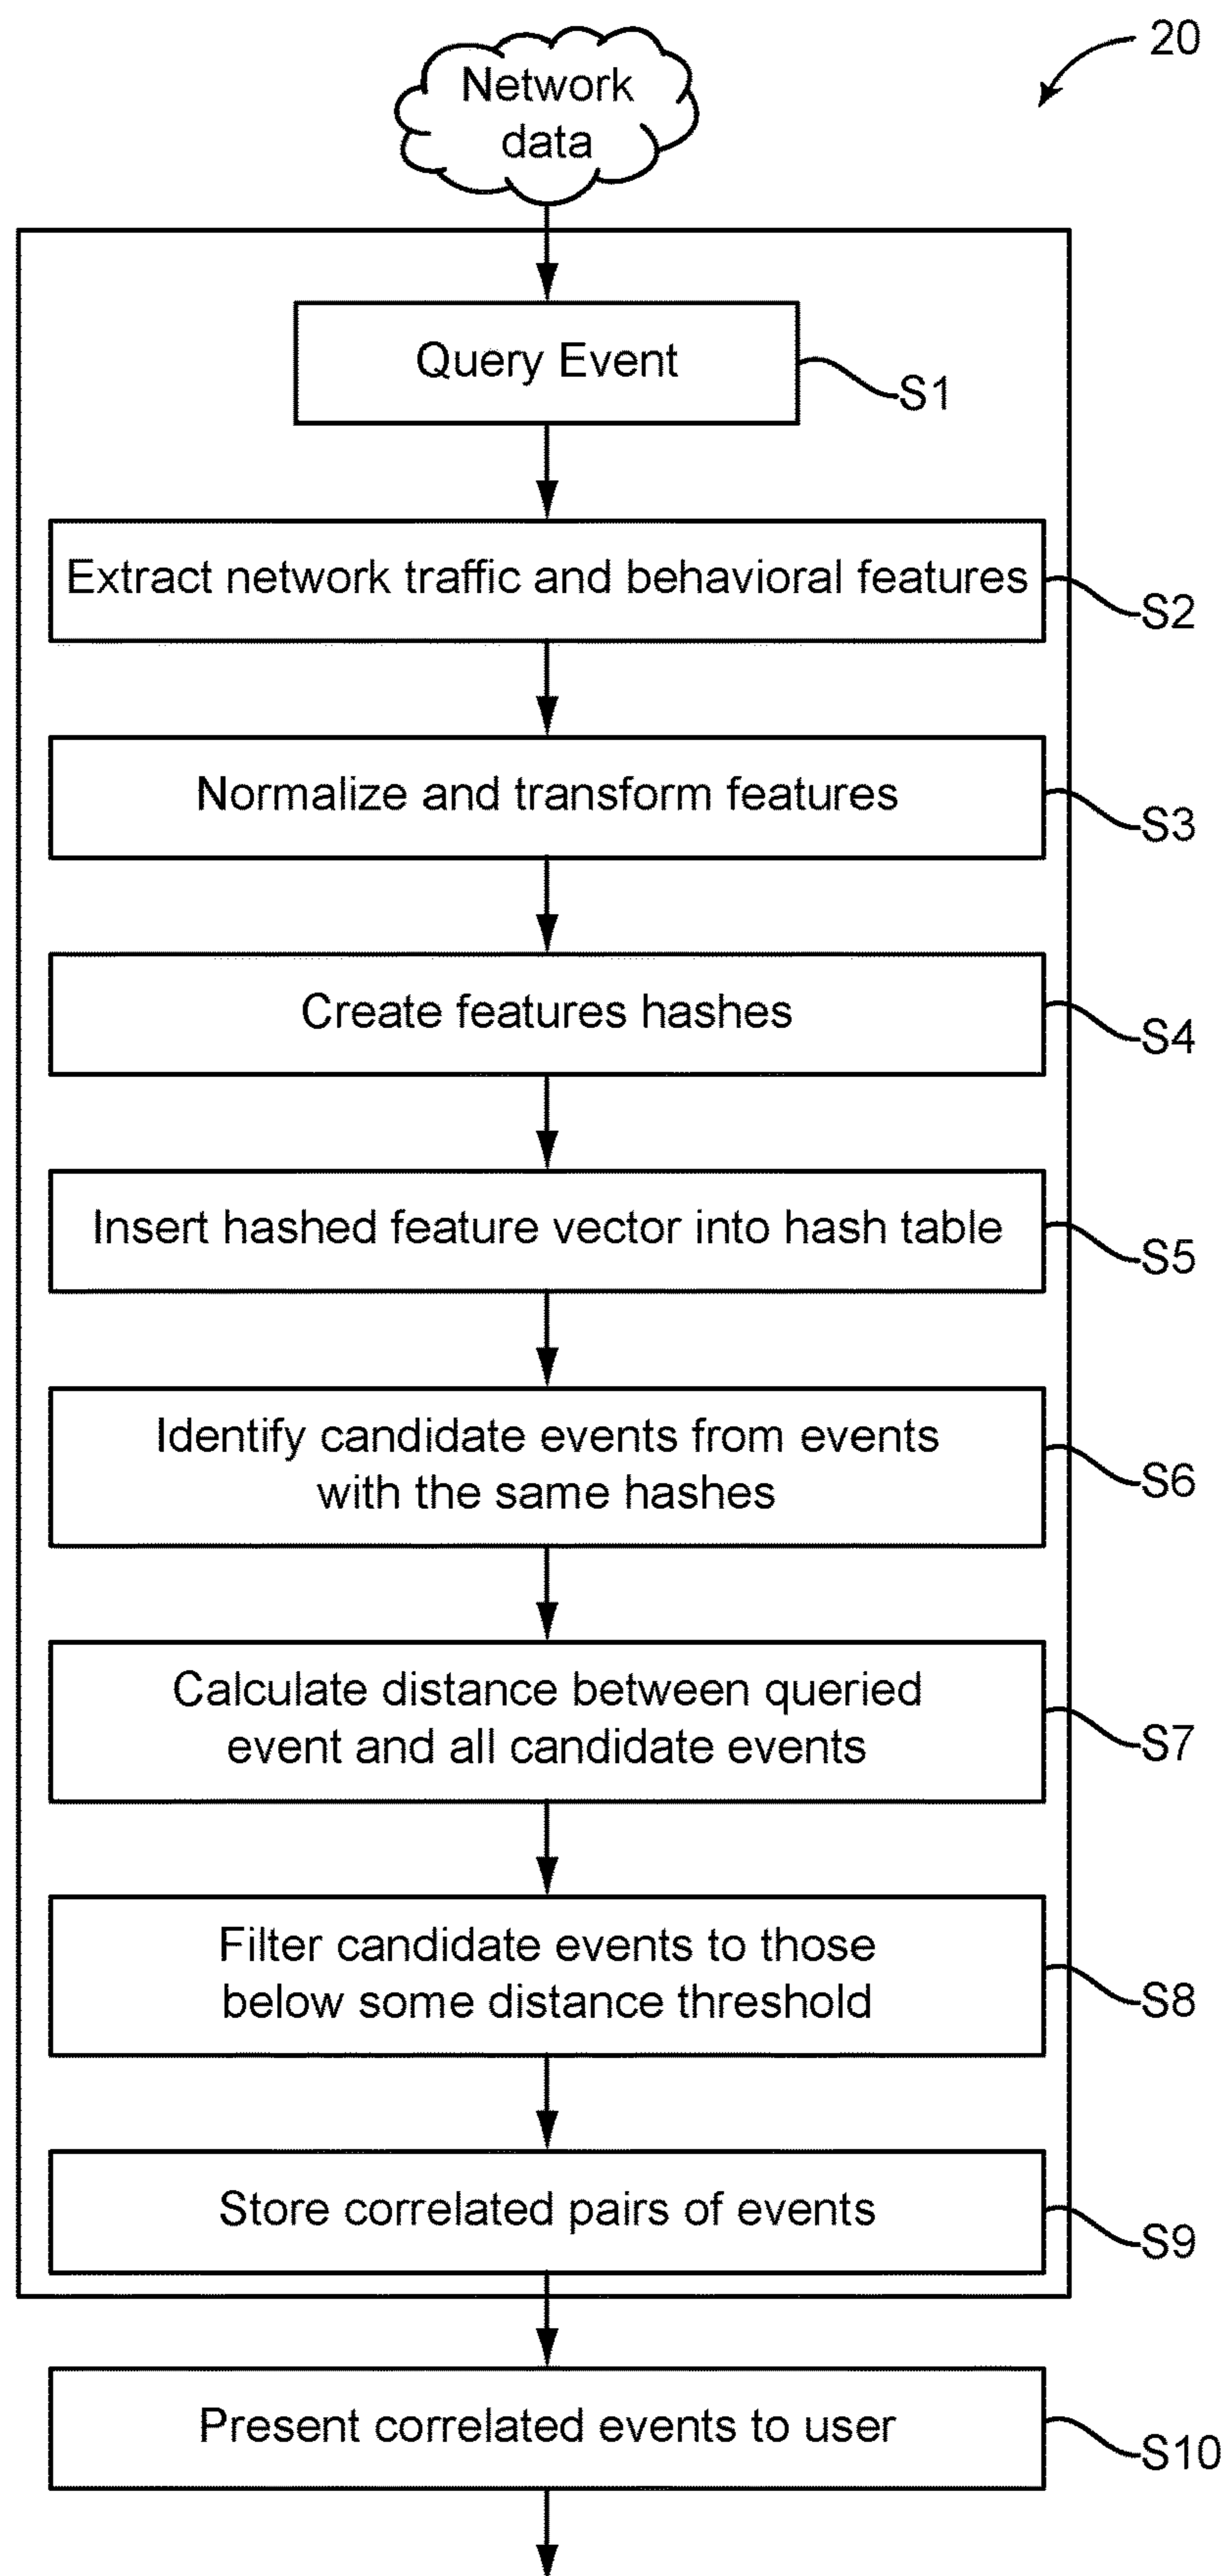 20
Network
data
Query Event
S1
Extract network traffic and behavioral features
S2
Normalize and transform features
S3
Create features hashes
S4
Insert hashed feature vector into hash table
S5
Identify candidate events from events
with the same hashes
S6
Calculate distance between queried
event and all candidate events
S7
Filter candidate events to those
below some distance threshold
S8
Store correlated pairs of events
S9
Present correlated events to user
S10